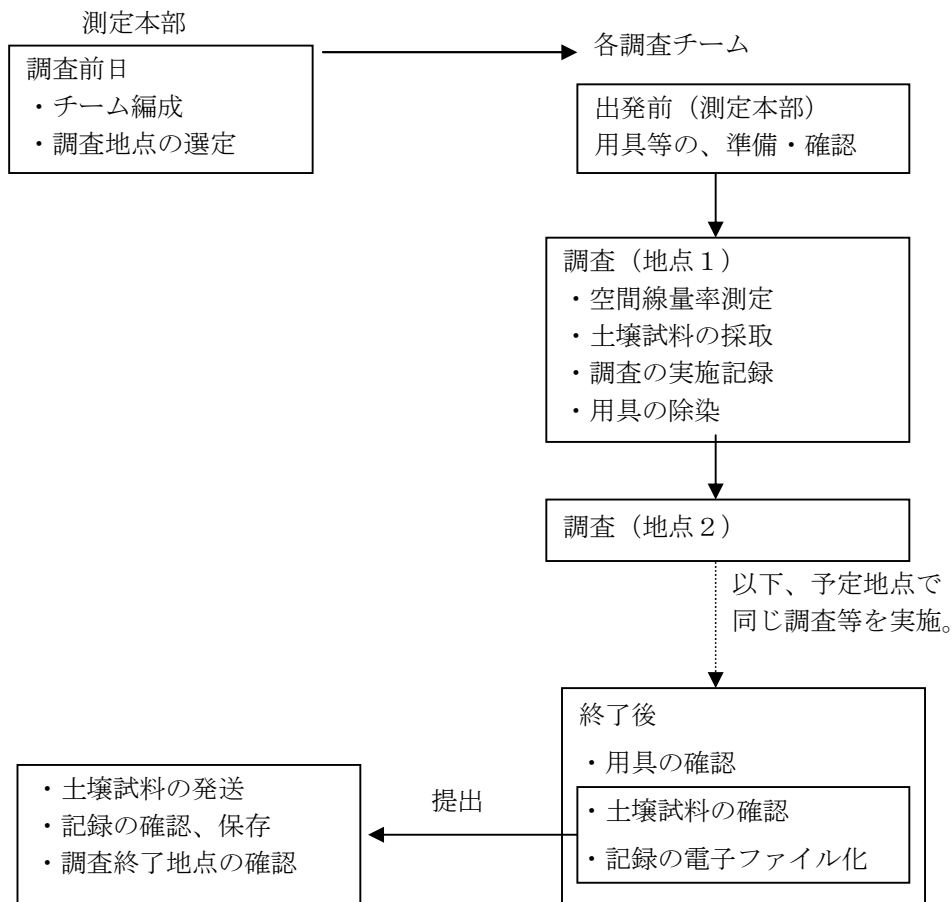 測定本部
調査前日
・チーム編成
・調査地点の選定
各調査チーム
出発前（測定本部）
用具等の、準備・確認
調査（地点１）
・空間線量率測定
・土壌試料の採取
・調査の実施記録
・用具の除染
調査（地点２）
以下、予定地点で
同じ調査等を実施。
終了後
・用具の確認
・土壌試料の確認
・記録の電子ファイル化
提出
・土壌試料の発送
・記録の確認、保存
・調査終了地点の確認